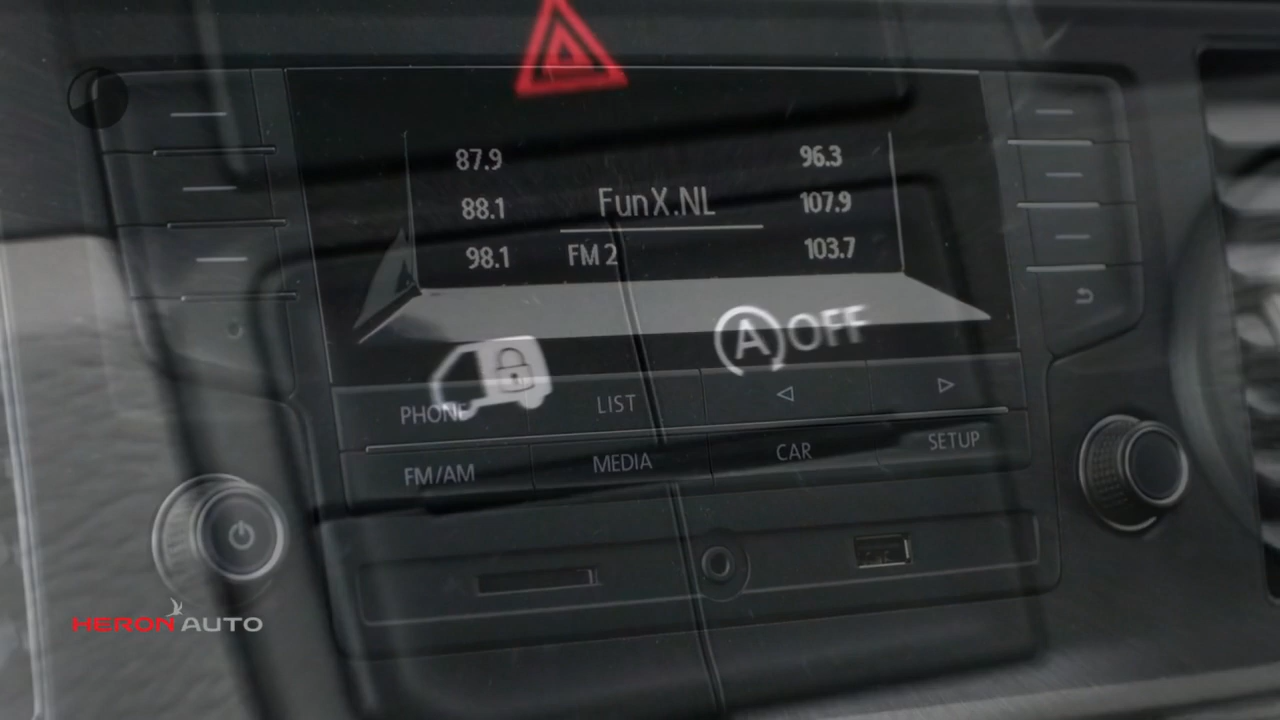 87.9 96.3
FunX.NL
88.1 107.9
98.1 FM 2 103.7
A OFF
PHONE LIST
FM/AM MEDIA CAR SETUP
HERON AUTO